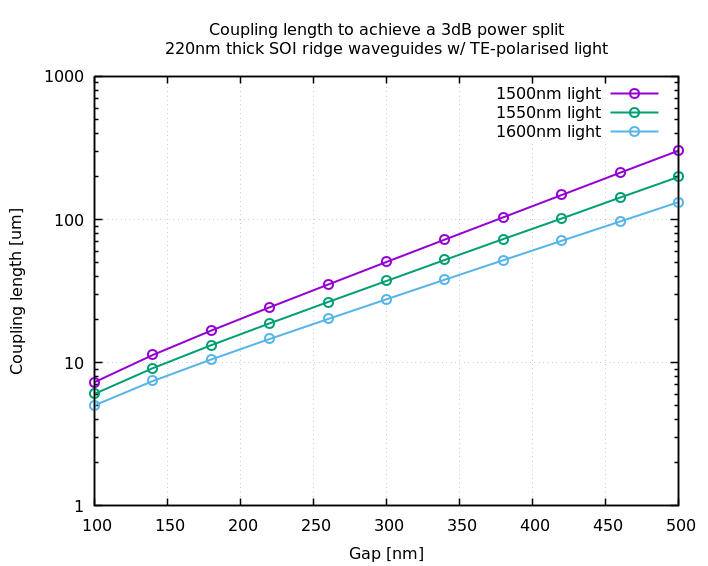 Coupling length to achieve a 3dB power split
220nm thick SOI ridge waveguides w/ TE-polarised light
1000
1500nm light
1550nm light
1600nm light
100
Coupling length [um]
10
1
100 150 200 250 300 350 400 450 500
Gap [nm]